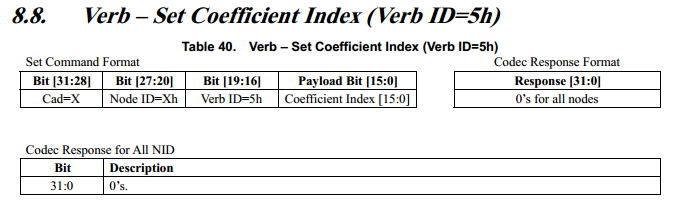 8.8. Verb – Set Coefficient Index (Verb ID=5h)
Table 40. Verb – Set Coefficient Index (Verb ID=5h)
Set Command Format Codec Response Format
Bit [31:28] Bit [27:20] Bit [19:16] Payload Bit [15:0] Response [31:0]
Cad=X Node ID=Xh Verb ID=5h Coefficient Index [15:0] 0’s for all nodes
Codec Response for All NID
Bit Description
31:0 0’s.